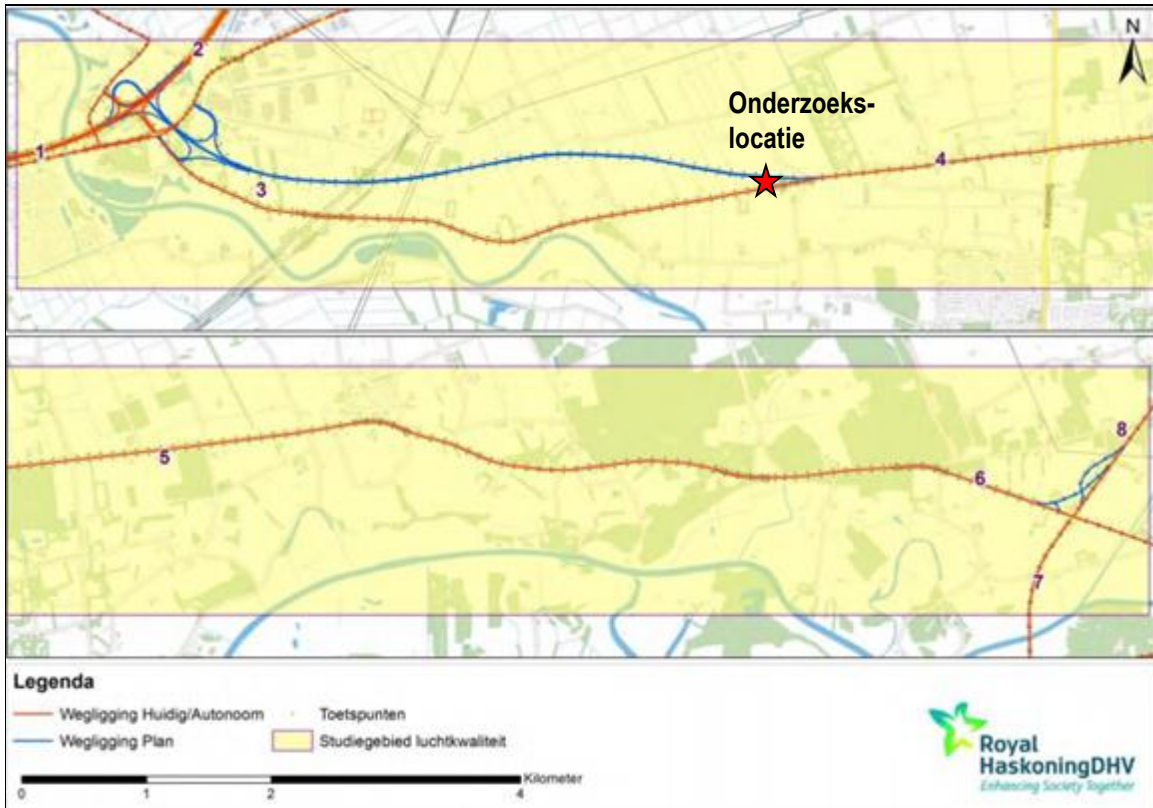 N
Onderzoeks-
locatie
2
1
3
4
5
6
7
8
Legenda
Wegligging Huidig/Autonoom
Toetspunten
Wegligging Plan
Studiegebied luchtkwaliteit
Kilometer
0 1 2 4
Royal
HaskoningDHV
Enhancing Society Together